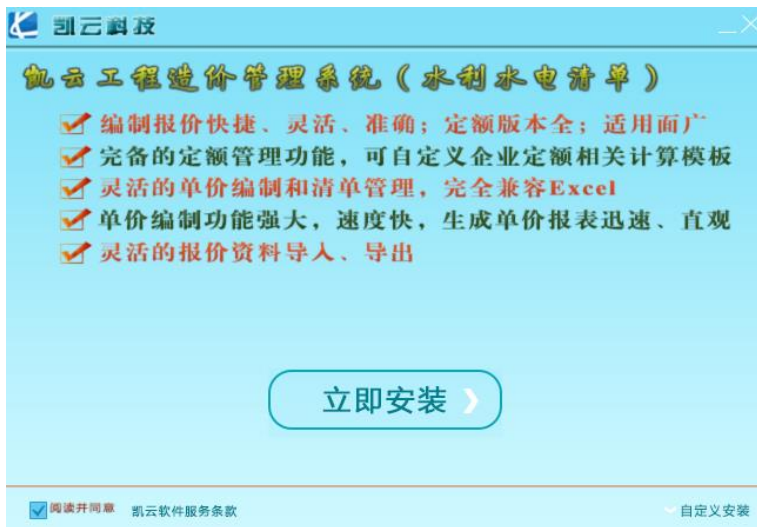 凯云科技
凯云工程造价管理系统（水利水电清单）
编制报价快捷、灵活、准确；定额版本全；适用面广
完备的定额管理功能，可自定义企业定额相关计算模板
灵活的单价编制和清单管理，完全兼容Excel
单价编制功能强大，速度快，生成单价报表迅速、直观
灵活的报价资料导入、导出
立即安装
阅读并同意 凯云软件服务条款 自定义安装